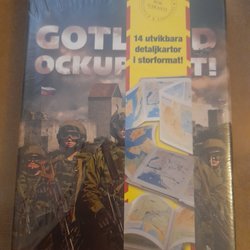 GOTL D
OCKUP T!
14 utvikbara
detaljkartor
i storformat!